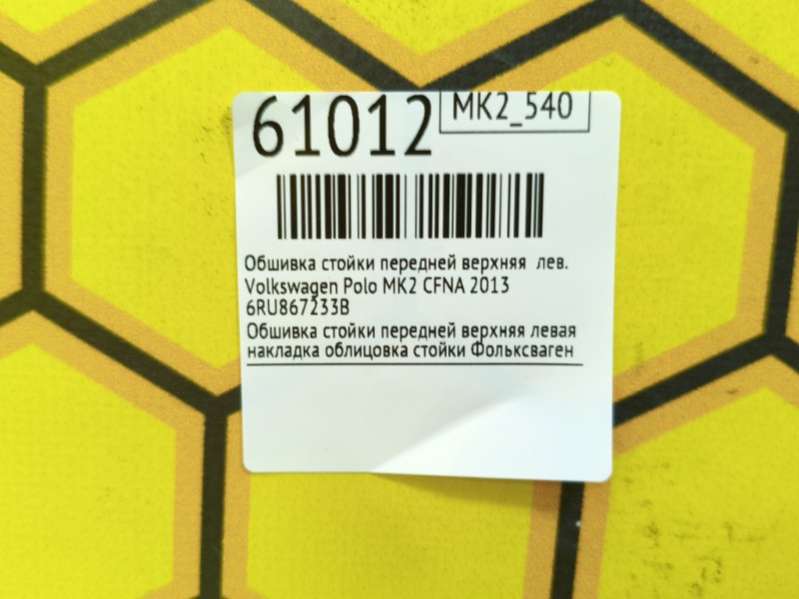 61012
MK2_540
Обшивка стойки передней верхняя лев.
Volkswagen Polo MK2 CFNA 2013
6RU867233B
Обшивка стойки передней верхняя левая
накладка облицовка стойки Фольксваген